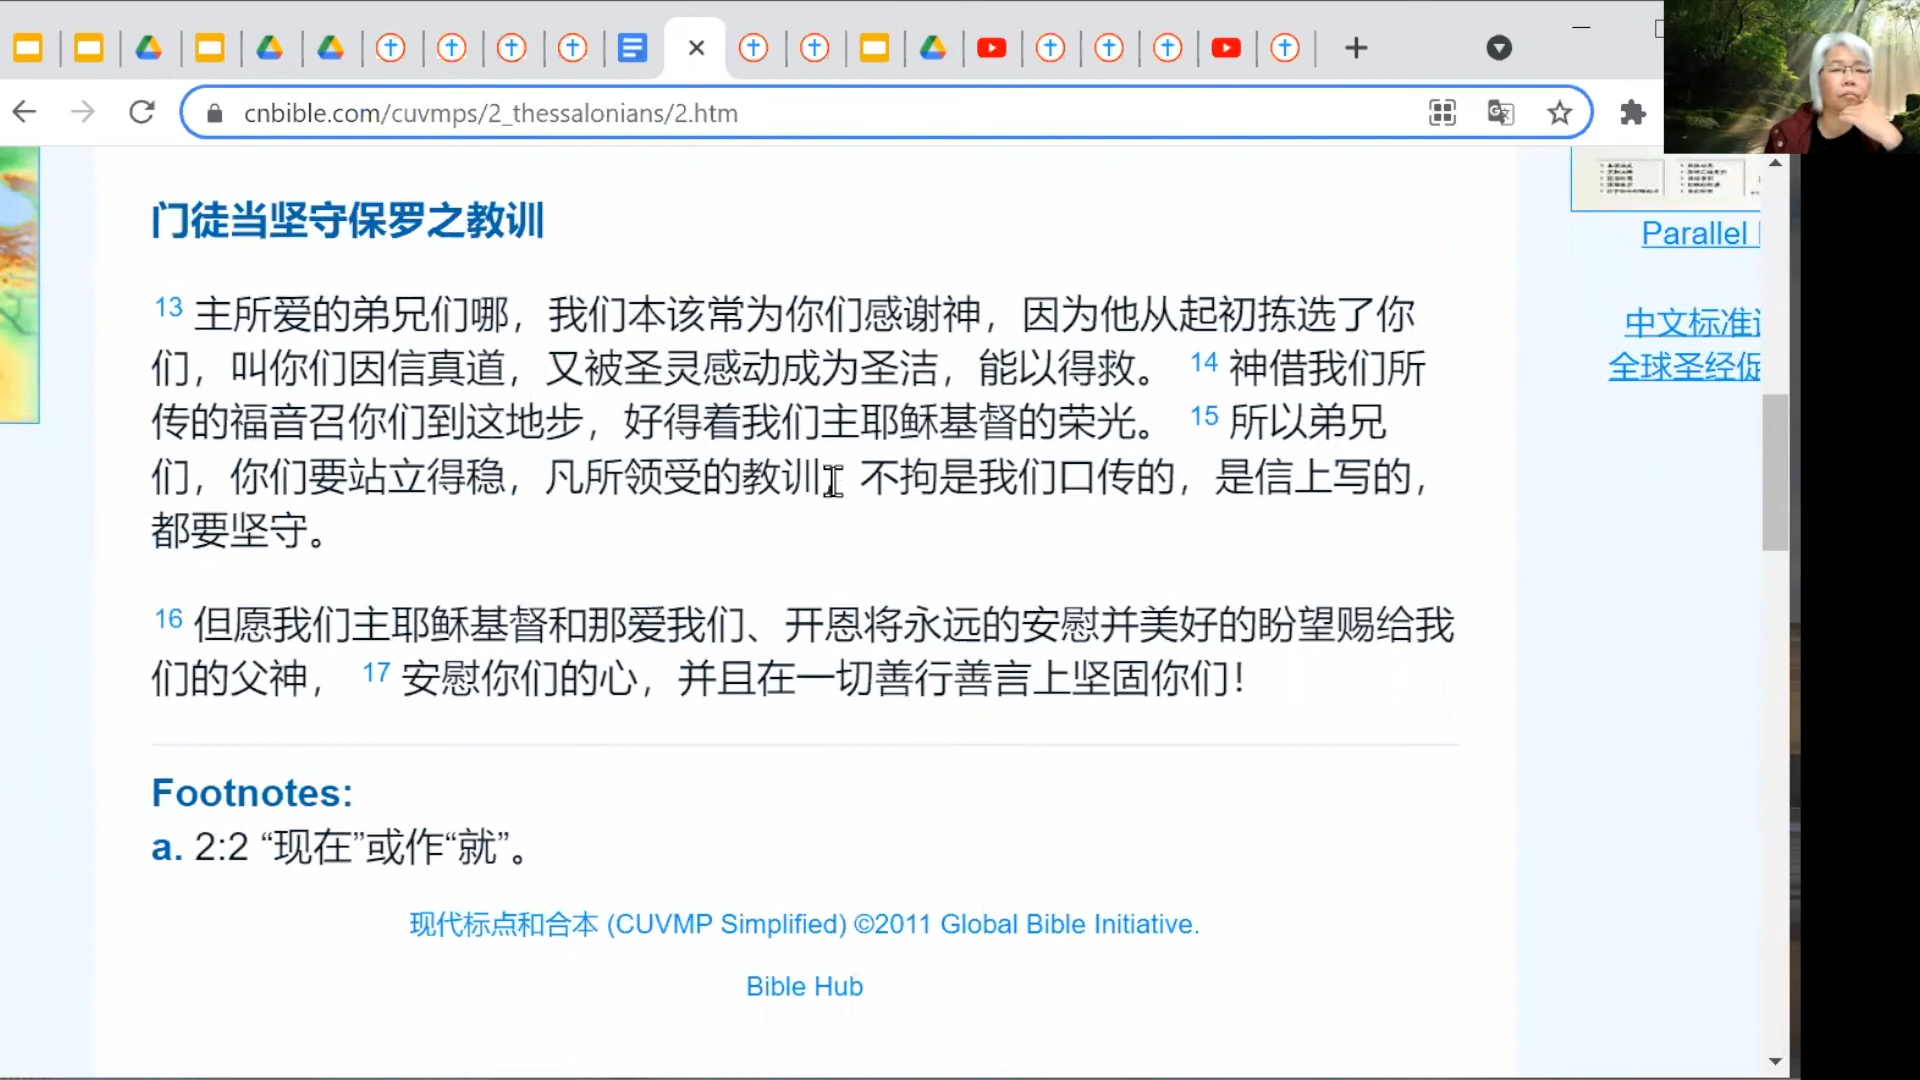 cnbible.com/cuvmps/2_thessalonians/2.htm
门徒当坚守保罗之教训
13 主所爱的弟兄们哪，我们本该常为你们感谢神，因为他从起初拣选了你
们，叫你们因信真道，又被圣灵感动成为圣洁，能以得救。 14 神借我们所
传的福音召你们到这地步，好得着我们主耶稣基督的荣光。 15 所以弟兄
们，你们要站立得稳，凡所领受的教训，不拘是我们口传的，是信上写的，
都要坚守。
16 但愿我们主耶稣基督和那爱我们、开恩将永远的安慰并美好的盼望赐给我
们的父神， 17 安慰你们的心，并且在一切善行善言上坚固你们！
Footnotes:
a. 2:2 “现在”或作“就”。
现代标点和合本 (CUVMP Simplified) ©2011 Global Bible Initiative.
Bible Hub
Parallel
中文标准
全球圣经促